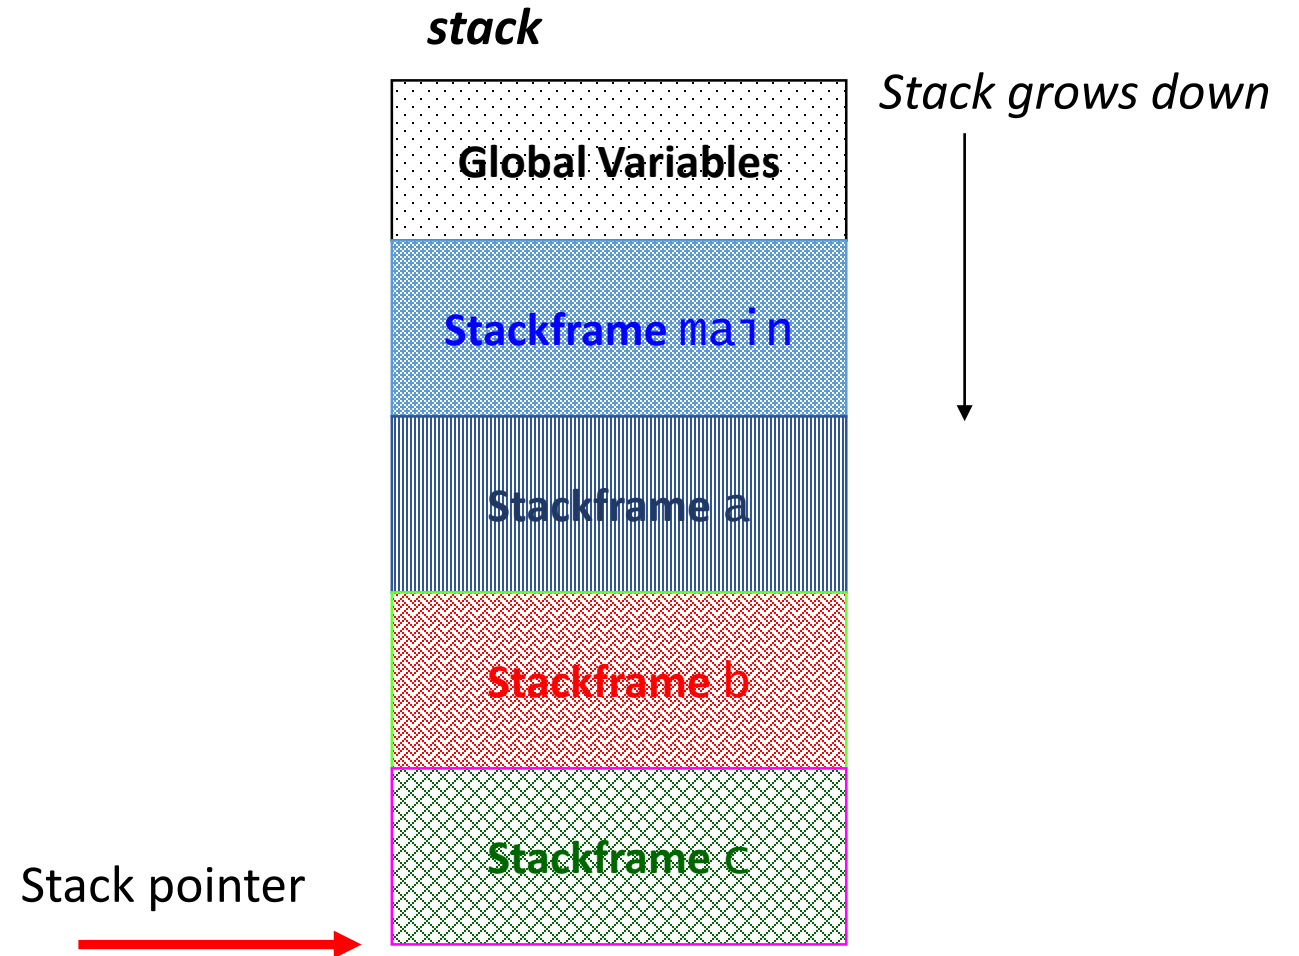 stack
Stack grows down
Global Variables
Stackframe main
Stackframe a
Stackframe b
Stackframe c
Stack pointer